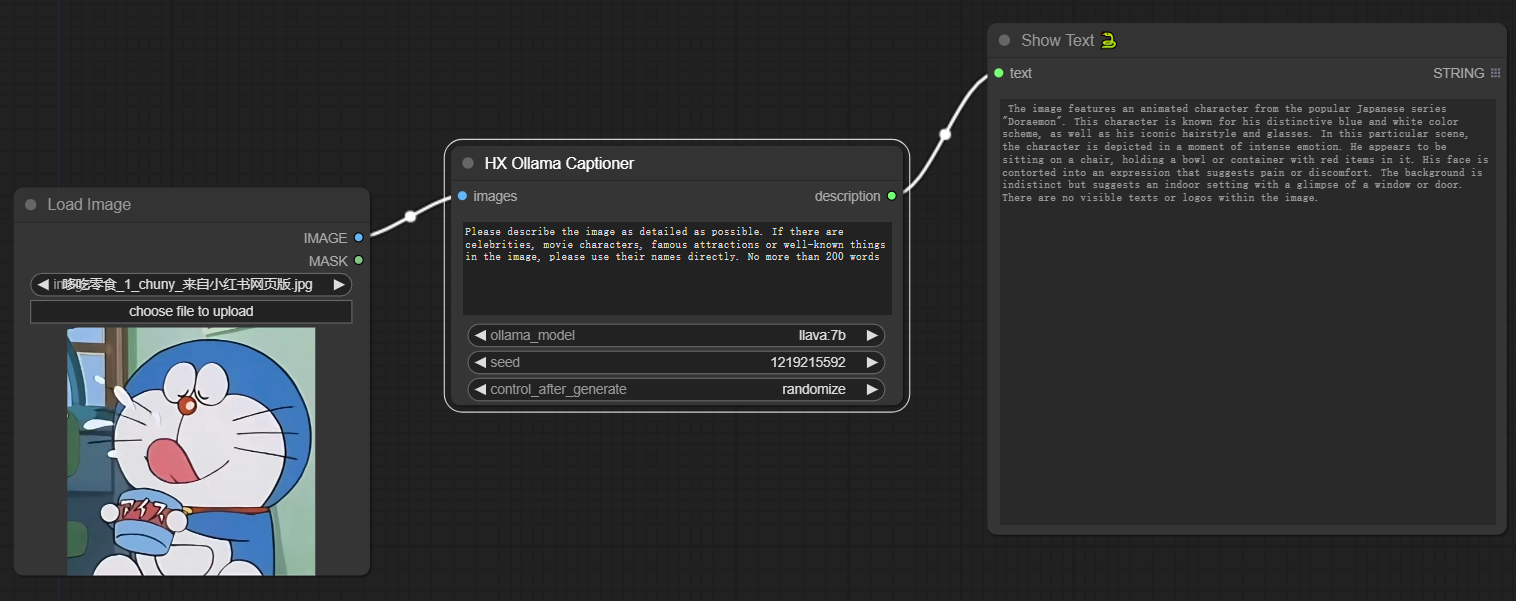 Load Image
IMAGE
MASK
哆吃零食_1_chuny_来自小红书网页版.jpg
choose file to upload
アイス
HX Ollama Captioner
images
description
Please describe the image as detailed as possible. If there are
celebrities, movie characters, famous attractions or well-known things
in the image, please use their names directly. No more than 200 words
ollama_model
llava:7b
seed
1219215592
control_after_generate
randomize
Show Text
text
STRING
The image features an animated character from the popular Japanese series
"Doraemon". This character is known for his distinctive blue and white color
scheme, as well as his iconic hairstyle and glasses. In this particular scene,
the character is depicted in a moment of intense emotion. He appears to be
sitting on a chair, holding a bowl or container with red items in it. His face is
contorted into an expression that suggests pain or discomfort. The background is
indistinct but suggests an indoor setting with a glimpse of a window or door.
There are no visible texts or logos within the image.